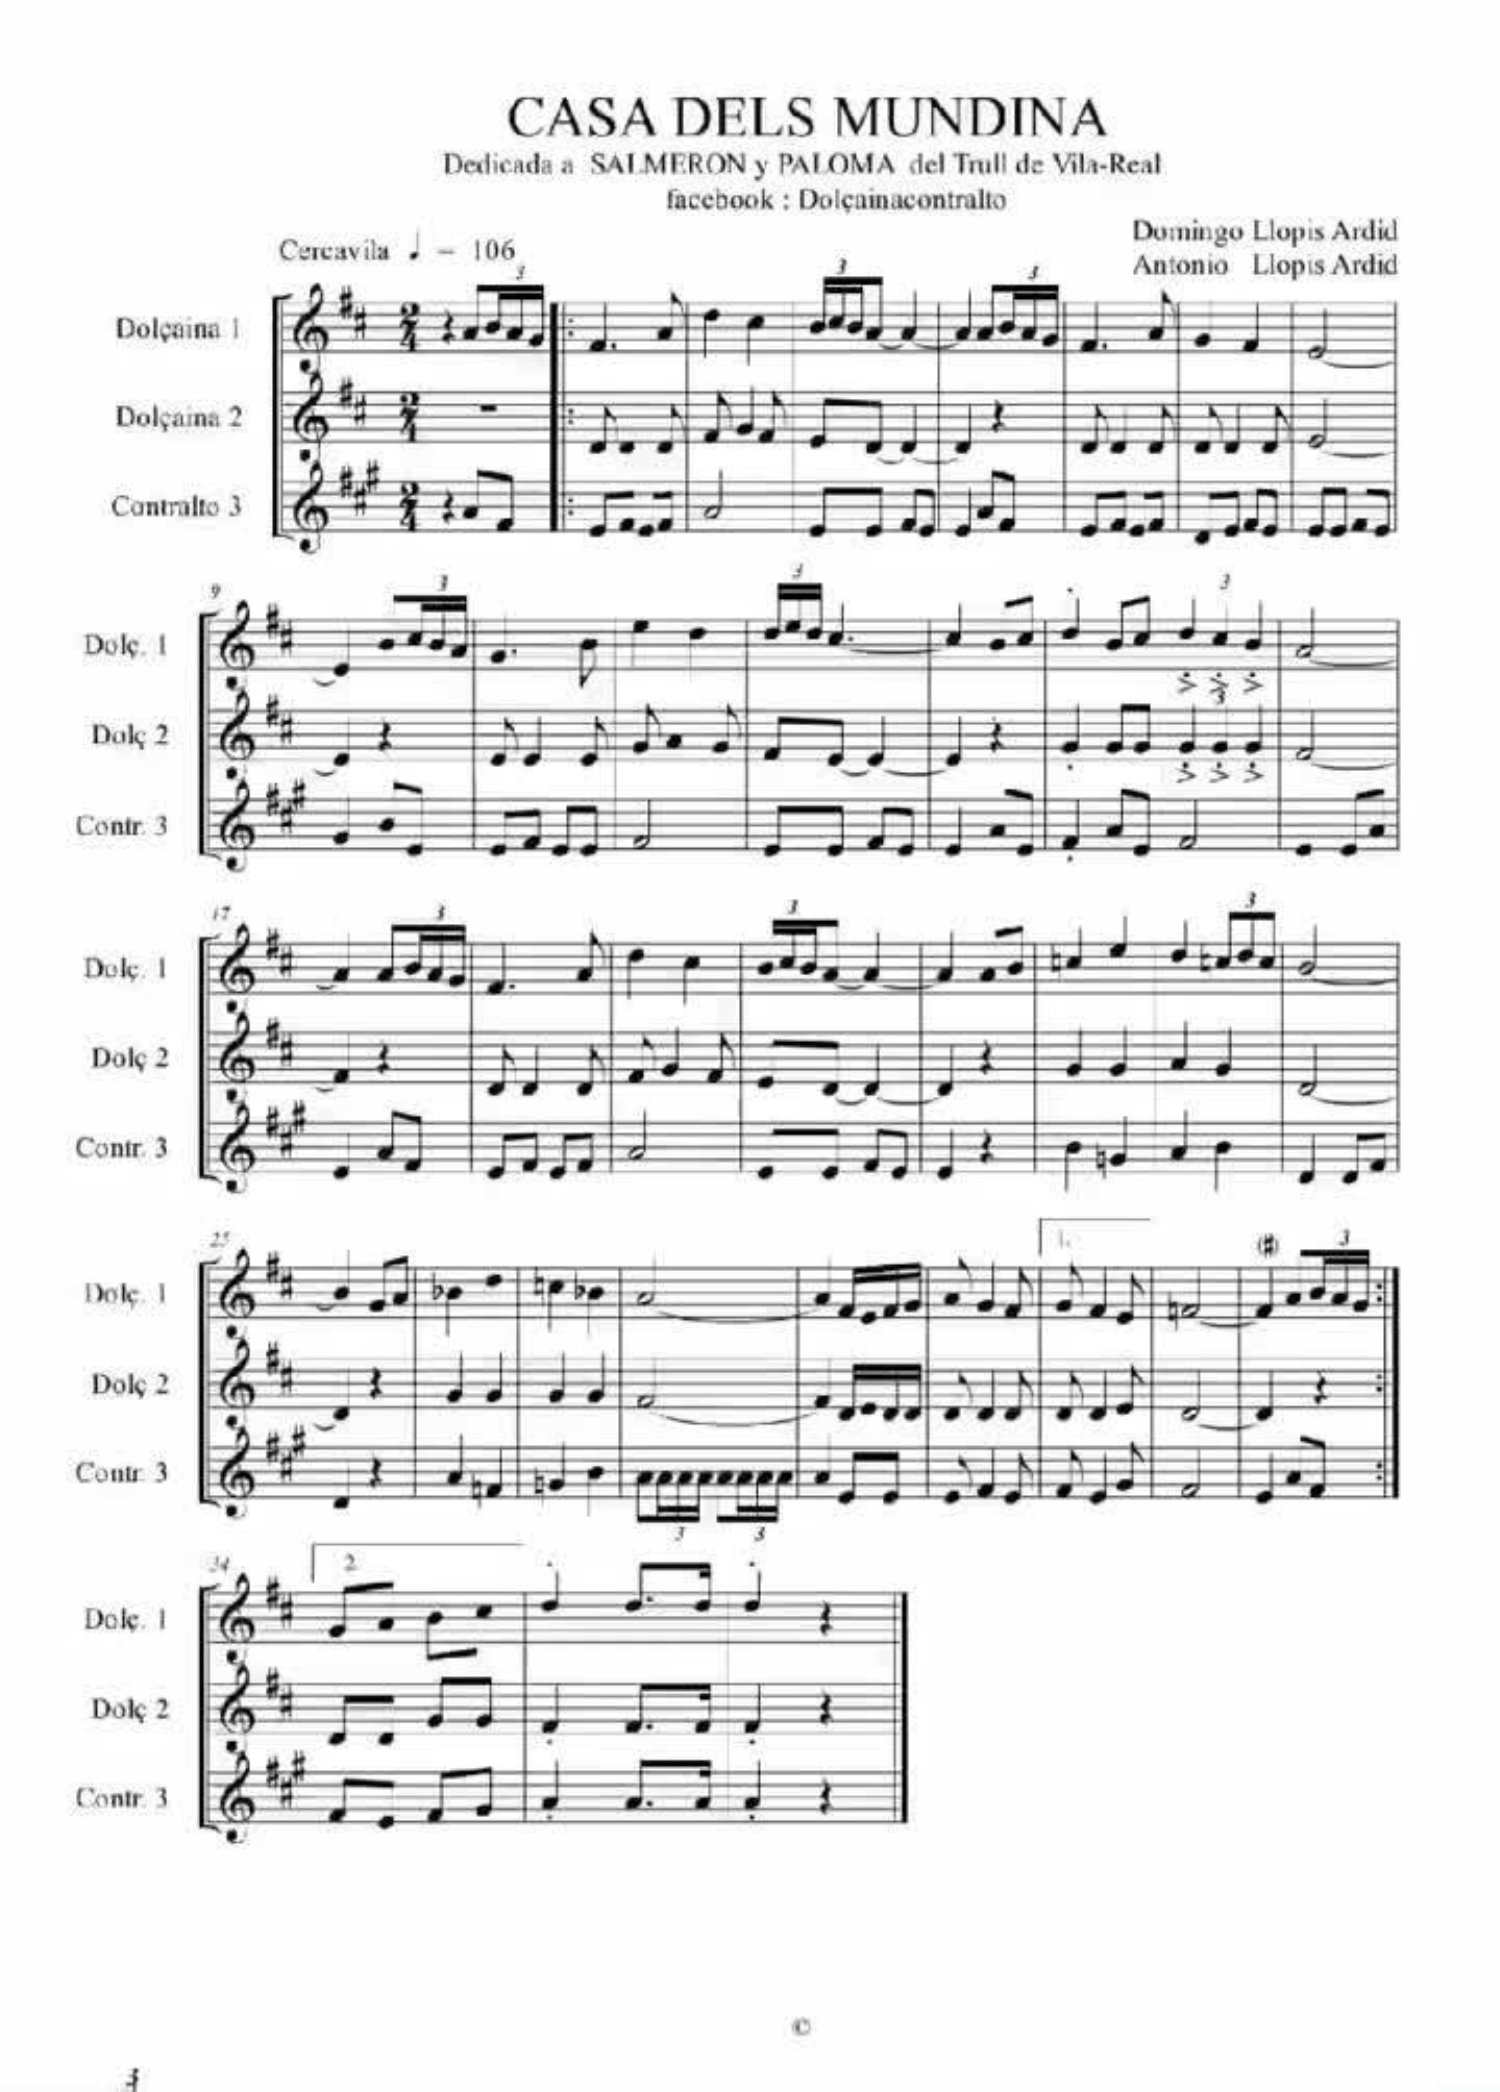 CASA DELS MUNDINA
Dedicada a SALMERON y PALOMA del Trull de Vila-Real
facebook : Dolçainacontralto
Domingo Llopis Ardid
Cercavila ♩ = 106
Antonio Llopis Ardid
3 3 3
Dolçaina 1
Dolçaina 2
Contralto 3
9 3 3 3
Dolç. 1
3
Dolç 2
Contr. 3
17 3 3 3
Dolç. 1
Dolç 2
Contr. 3
25 1. (#) 3
Dolç. 1
Dolç 2
Contr. 3
3 3
34 2
Dolç. 1
Dolç 2
Contr. 3
©
3